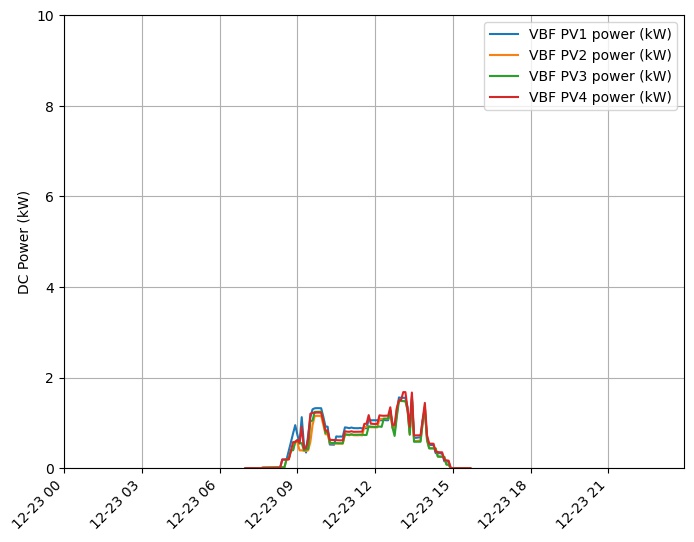 10
8
6
4
2
0
DC Power (kW)
VBF PV1 power (kW)
VBF PV2 power (kW)
VBF PV3 power (kW)
VBF PV4 power (kW)
12-23 00
12-23 03
12-23 06
12-23 09
12-23 12
12-23 15
12-23 18
12-23 21